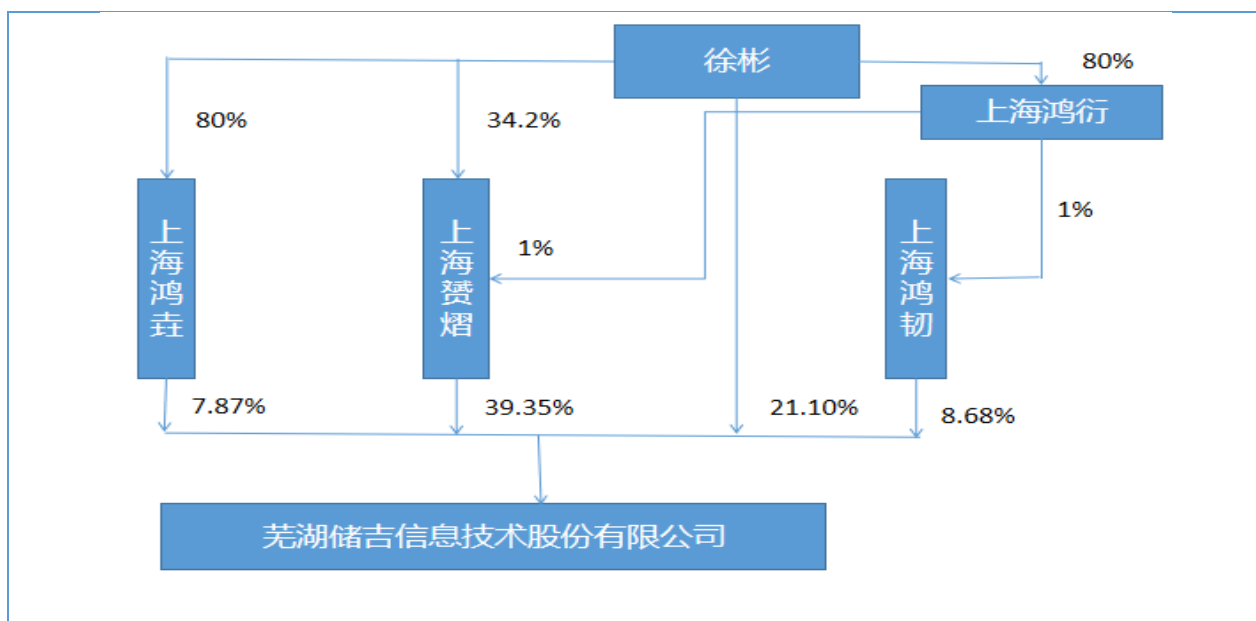 徐彬
80%
上海鸿衍
80%
34.2%
1%
上海鸿垚
上海赟熠
1%
上海鸿韧
7.87%
39.35%
21.10%
8.68%
芜湖储吉信息技术股份有限公司